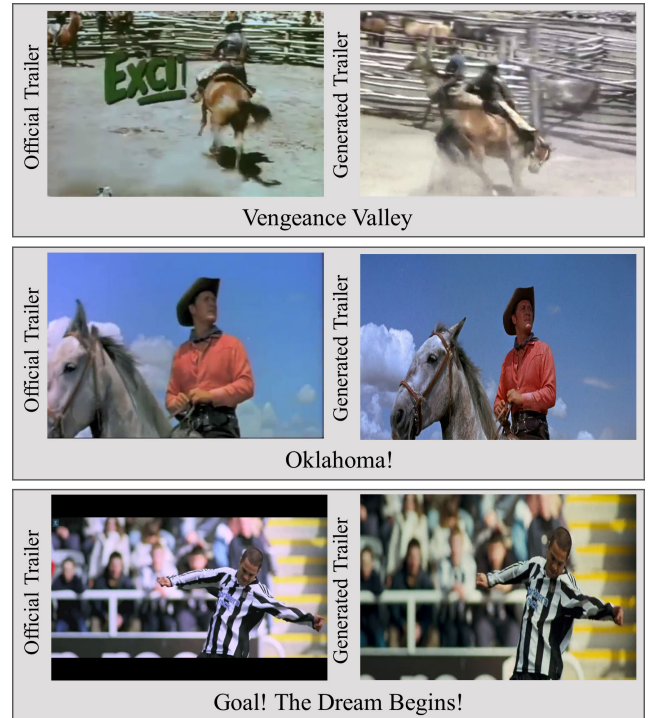 Official Trailer
Exci
Generated Trailer
Vengeance Valley
Official Trailer
Generated Trailer
Oklahoma!
Official Trailer
Generated Trailer
Goal! The Dream Begins!